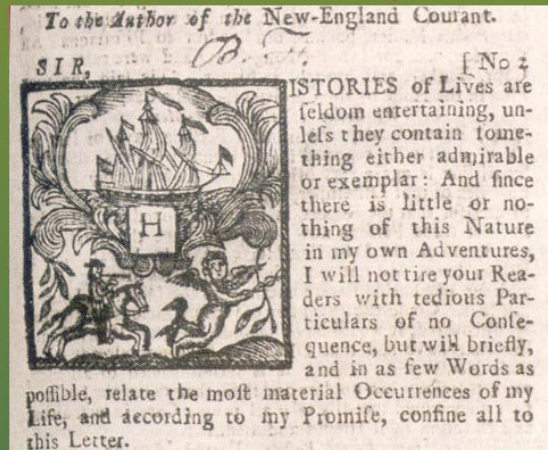 To the Author of the New-England Courant.
SIR, [No 2
HISTORIES of Lives are
ſeldom entertaining, un-
leſs they contain ſome-
thing either admirable
or exemplar: And ſince
there is little or no-
thing of this Nature
in my own Adventures,
I will not tire your Rea-
ders with tedious Par-
ticulars of no Conſe-
quence, but will briefly,
and in as few Words as
poſſible, relate the moſt material Occurrences of my
Life, and according to my Promiſe, confine all to
this Letter.